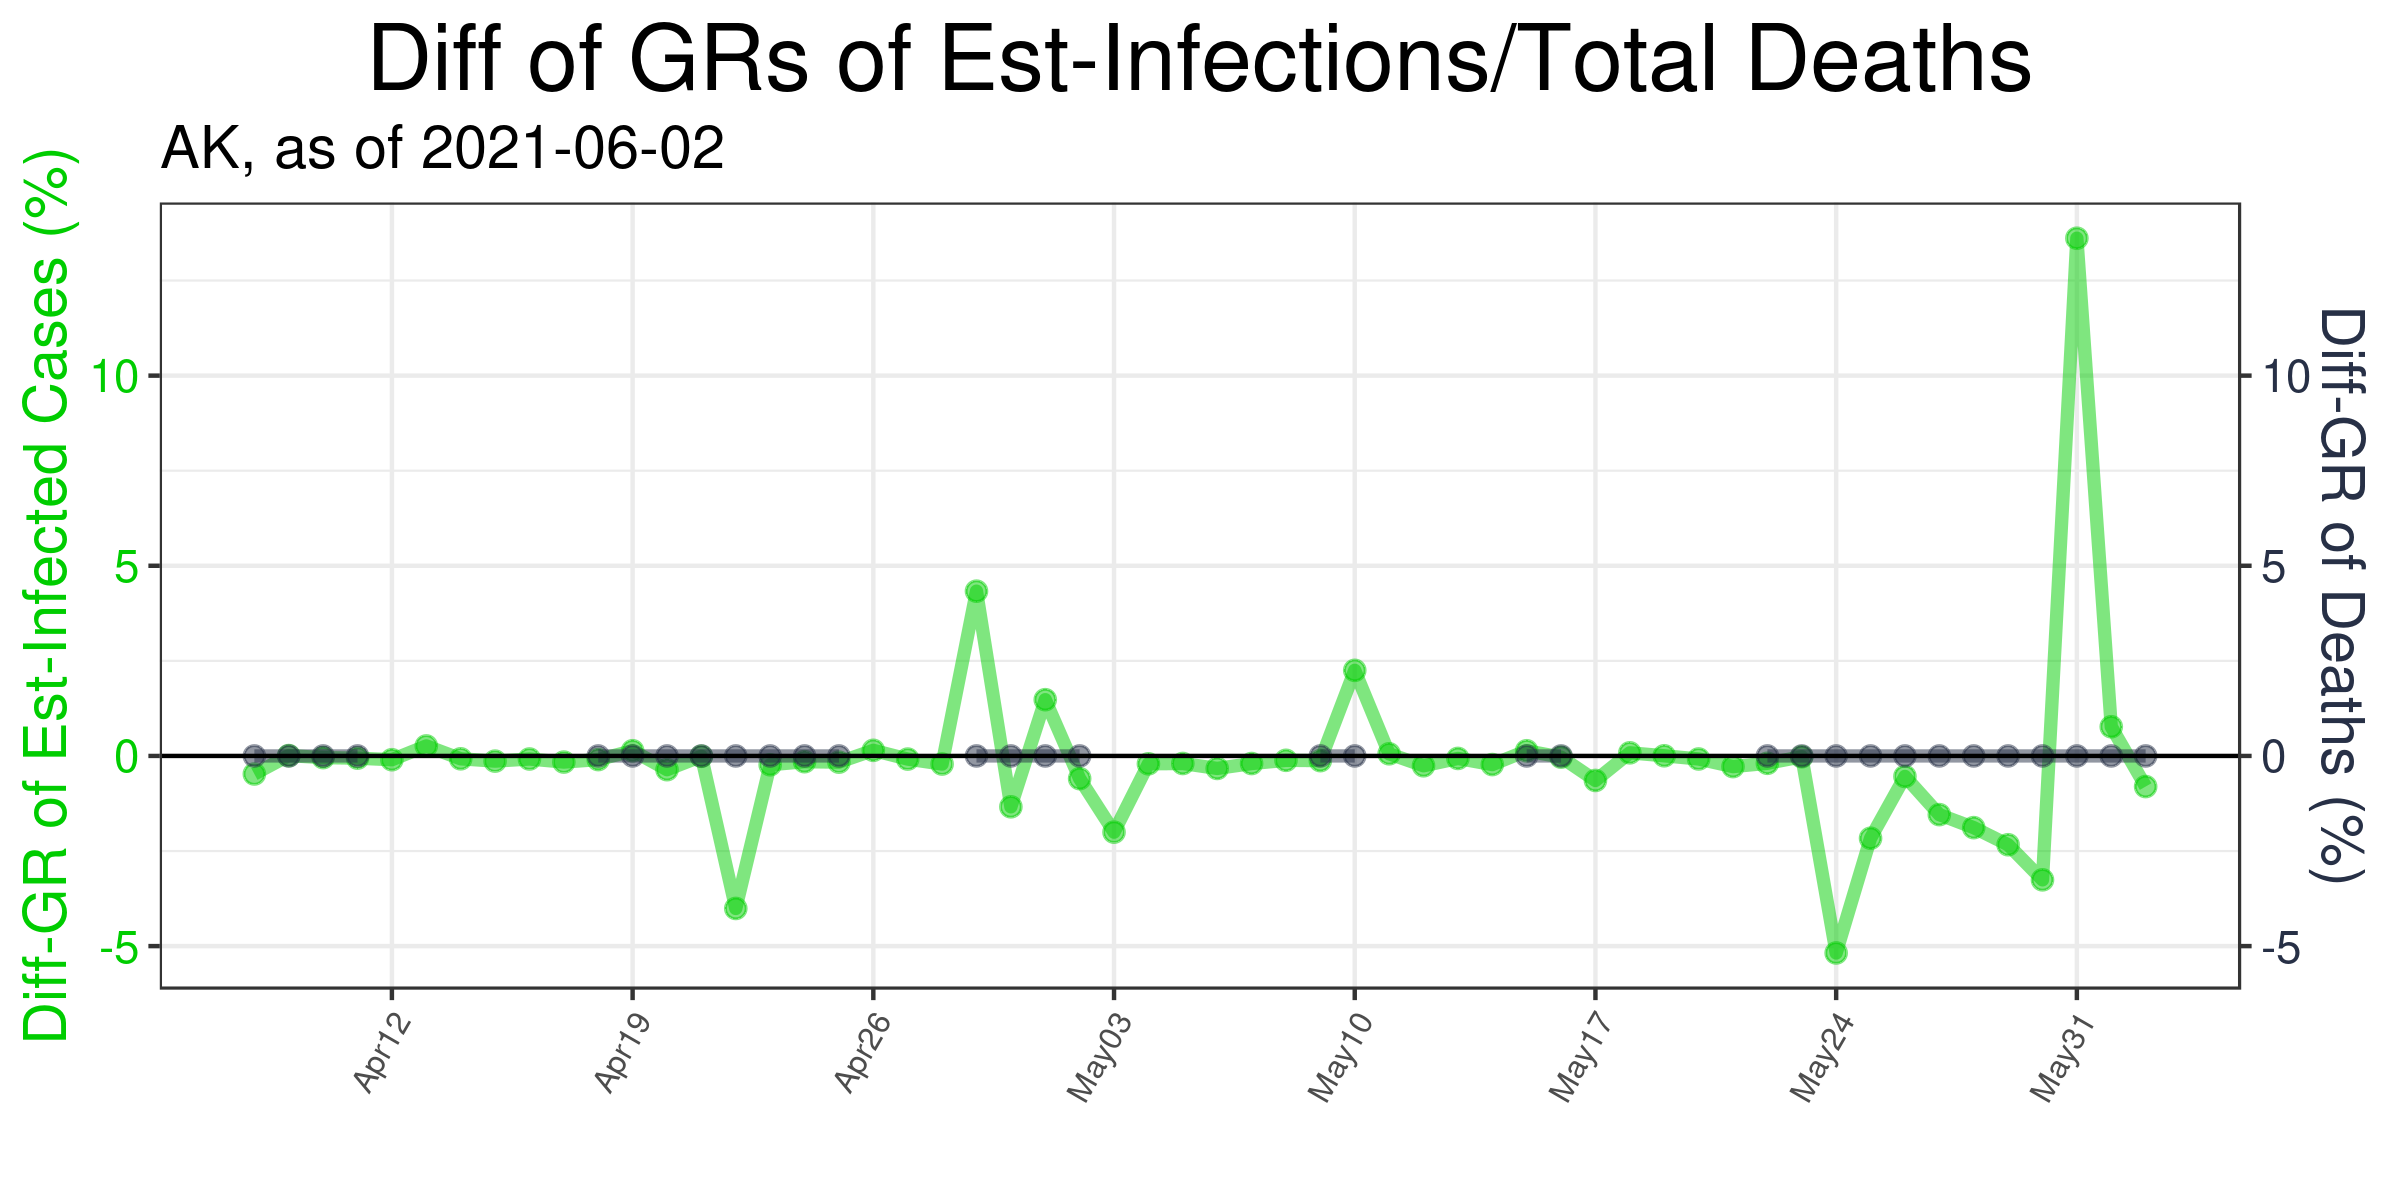 Diff of GRs of Est-Infections/Total Deaths
AK, as of 2021-06-02
Diff-GR of Est-Infected Cases (%)
10
5
0
-5
10
5
0
-5
Diff-GR of Deaths (%)
Apr12
Apr19
Apr26
May03
May10
May17
May24
May31